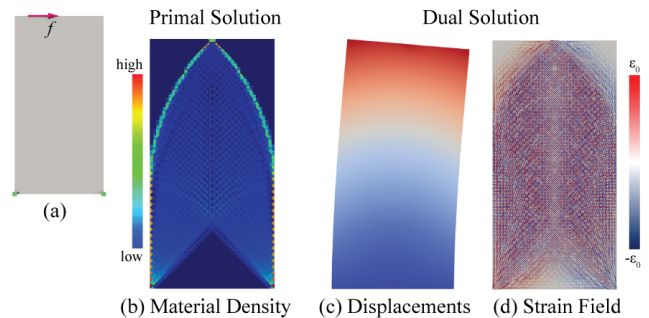 Primal Solution
Dual Solution
f
high
low
ε₀
-ε₀
(a)
(b) Material Density
(c) Displacements
(d) Strain Field